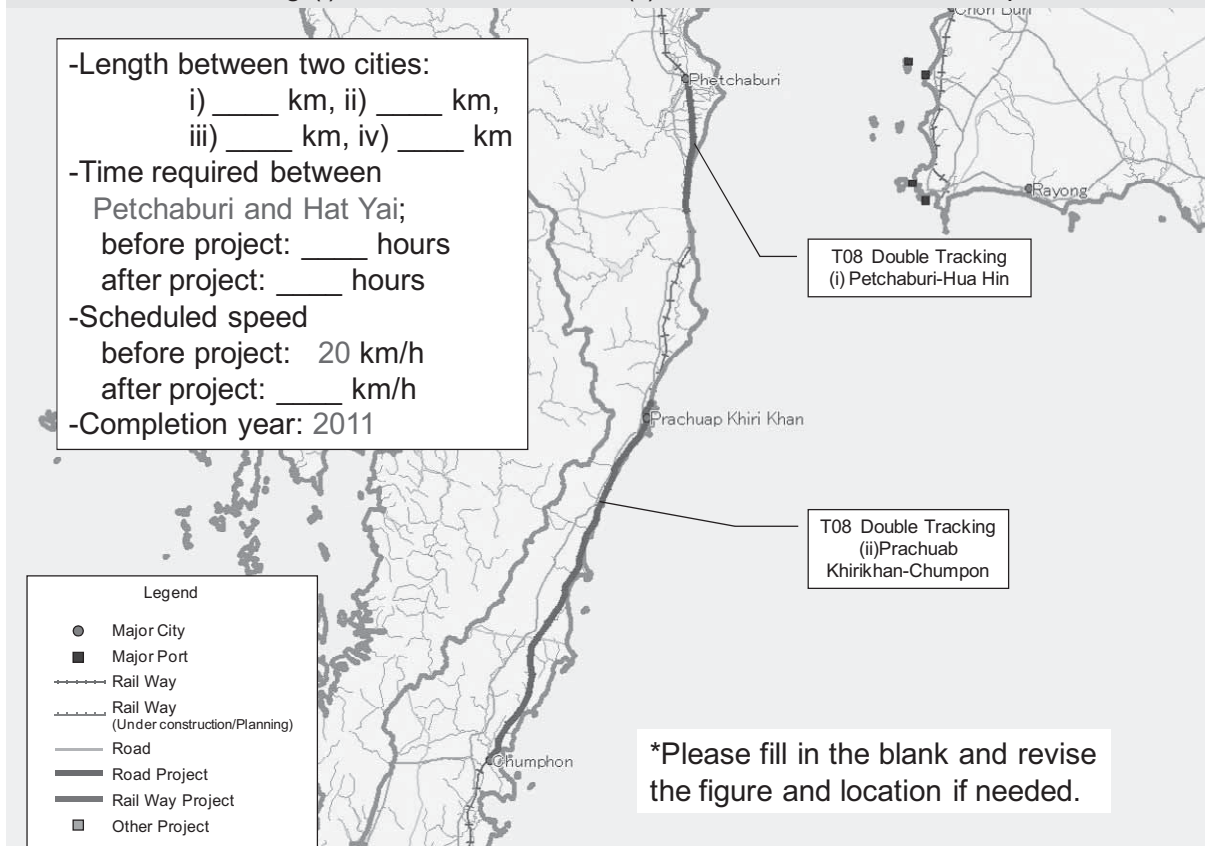 -Length between two cities:
i) ____ km, ii) ____ km,
iii) ____ km, iv) ____ km
-Time required between
Petchaburi and Hat Yai;
before project: ____ hours
after project: ____ hours
-Scheduled speed
before project: 20 km/h
after project: ____ km/h
-Completion year: 2011
Chon Buri
Phetchaburi
Rayong
T08 Double Tracking
(i) Petchaburi-Hua Hin
Prachuap Khiri Khan
T08 Double Tracking
(ii)Prachuab
Khirikhan-Chumpon
Chumphon
Legend
Major City
Major Port
Rail Way
Rail Way
(Under construction/Planning)
Road
Road Project
Rail Way Project
Other Project
*Please fill in the blank and revise
the figure and location if needed.